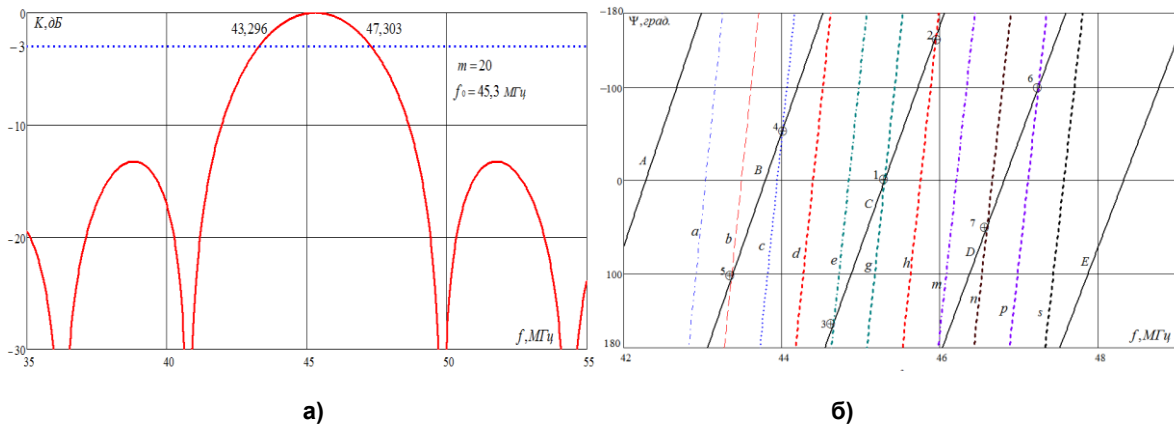 K,дБ
0
43,296
47,303
−3
m = 20
f₀ = 45,3 МГц
−10
−20
−30
35
40
45
50
55
f,МГц
а)
−180
Ψ,град.
−100
0
100
180
42
44
46
48
f,МГц
A
B
C
D
E
a
b
c
d
e
g
h
m
n
p
s
1
2
3
4
5
6
7
б)